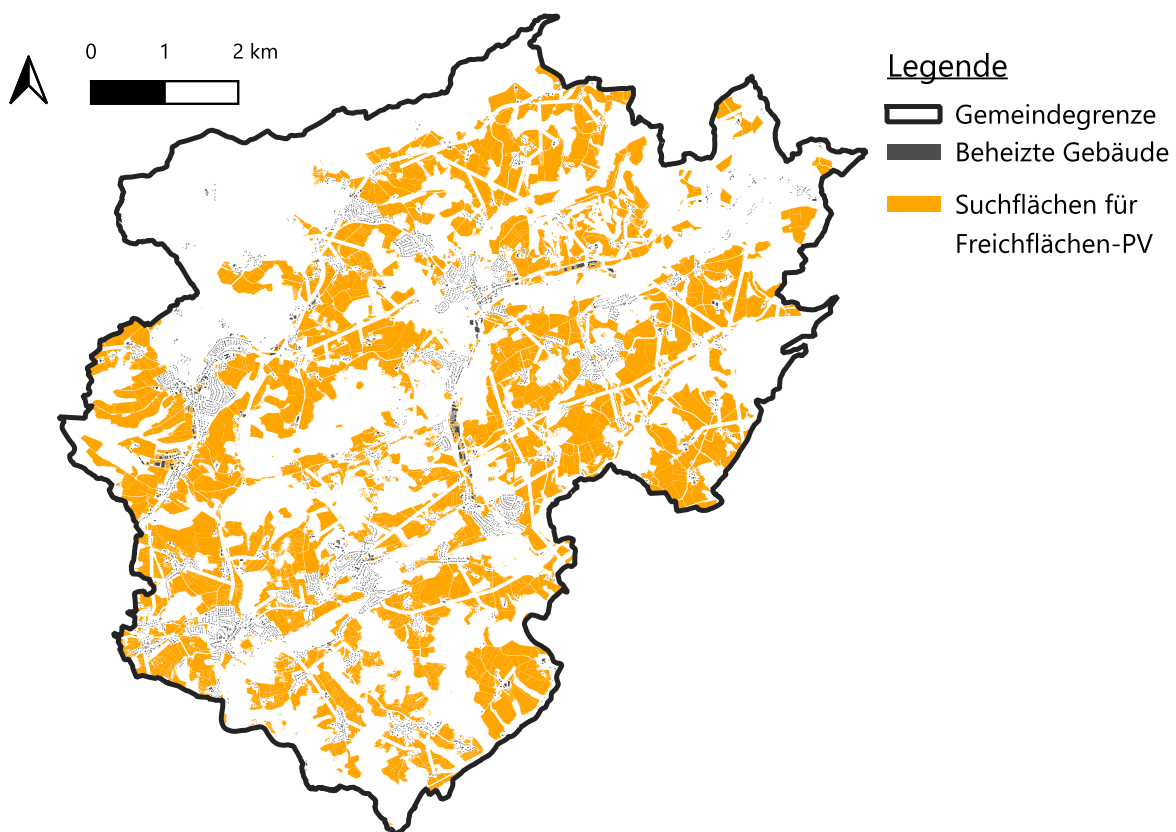 0 1 2 km
Legende
Gemeindegrenze
Beheizte Gebäude
Suchflächen für
Freichflächen-PV